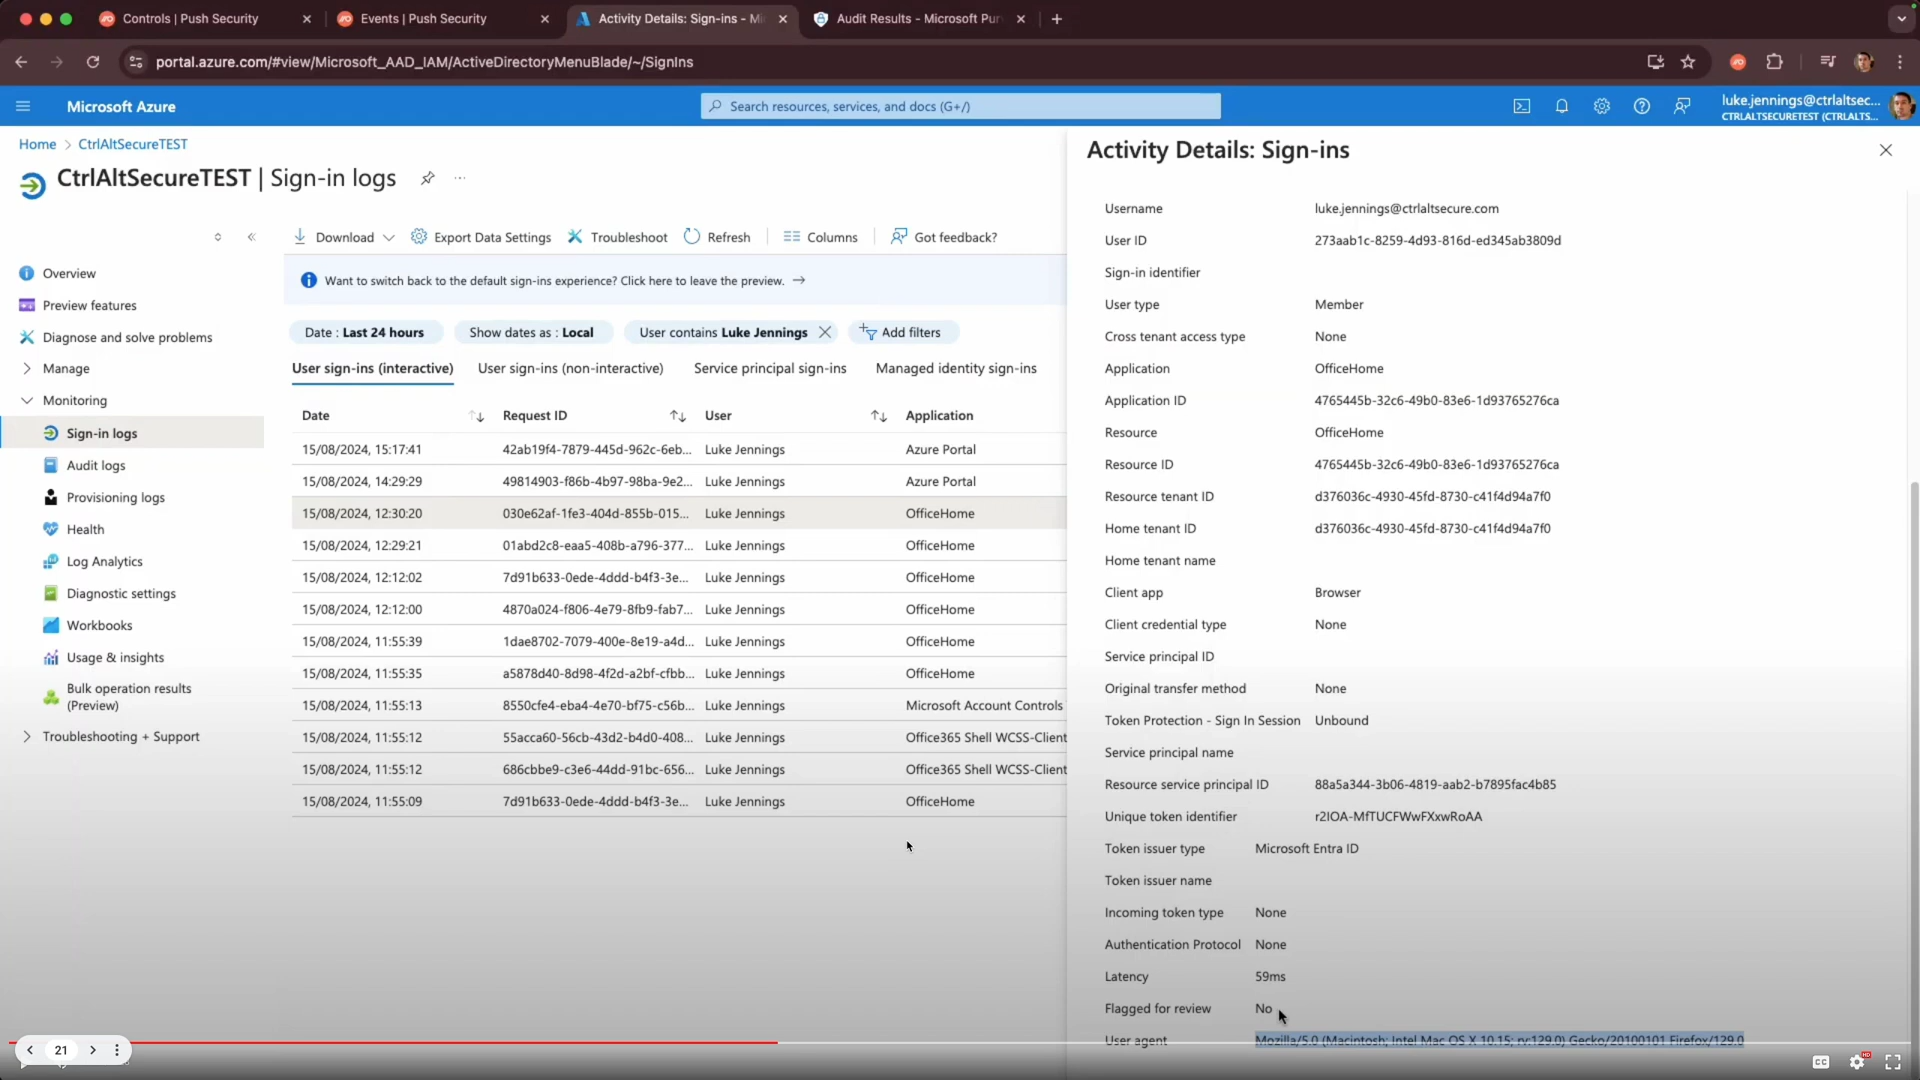 Controls | Push Security
Events | Push Security
Activity Details: Sign-ins - Mi
Audit Results - Microsoft Pur
portal.azure.com/#view/Microsoft_AAD_IAM/ActiveDirectoryMenuBlade/~/SignIns
Microsoft Azure
Search resources, services, and docs (G+/)
luke.jennings@ctrlaltsec...
CTRLALTSECURETEST (CTRLALTS...
Home > CtrlAltSecureTEST
CtrlAltSecureTEST | Sign-in logs
Overview
Preview features
Diagnose and solve problems
Manage
Monitoring
Sign-in logs
Audit logs
Provisioning logs
Health
Log Analytics
Diagnostic settings
Workbooks
Usage & insights
Bulk operation results
(Preview)
Troubleshooting + Support
Download Export Data Settings Troubleshoot Refresh Columns Got feedback?
Want to switch back to the default sign-ins experience? Click here to leave the preview.
Date : Last 24 hours Show dates as : Local User contains Luke Jennings Add filters
User sign-ins (interactive) User sign-ins (non-interactive) Service principal sign-ins Managed identity sign-ins
Date Request ID User Application
15/08/2024, 15:17:41 42ab19f4-7879-445d-962c-6eb... Luke Jennings Azure Portal
15/08/2024, 14:29:29 49814903-f86b-4b97-98ba-9e2... Luke Jennings Azure Portal
15/08/2024, 12:30:20 030e62af-1fe3-404d-855b-015... Luke Jennings OfficeHome
15/08/2024, 12:29:21 01abd2c8-eaa5-408b-a796-377... Luke Jennings OfficeHome
15/08/2024, 12:12:02 7d91b633-0ede-4ddd-b4f3-3e... Luke Jennings OfficeHome
15/08/2024, 12:12:00 4870a024-f806-4e79-8fb9-fab7... Luke Jennings OfficeHome
15/08/2024, 11:55:39 1dae8702-7079-400e-8e19-a4d... Luke Jennings OfficeHome
15/08/2024, 11:55:35 a5878d40-8d98-4f2d-a2bf-cfbb... Luke Jennings OfficeHome
15/08/2024, 11:55:13 8550cfe4-eba4-4e70-bf75-c56b... Luke Jennings Microsoft Account Controls
15/08/2024, 11:55:12 55acca60-56cb-43d2-b4d0-408... Luke Jennings Office365 Shell WCSS-Client
15/08/2024, 11:55:12 686cbbe9-c3e6-44dd-91bc-656... Luke Jennings Office365 Shell WCSS-Client
15/08/2024, 11:55:09 7d91b633-0ede-4ddd-b4f3-3e... Luke Jennings OfficeHome
Activity Details: Sign-ins
Username luke.jennings@ctrlaltsecure.com
User ID 273aab1c-8259-4d93-816d-ed345ab3809d
Sign-in identifier
User type Member
Cross tenant access type None
Application OfficeHome
Application ID 4765445b-32c6-49b0-83e6-1d93765276ca
Resource OfficeHome
Resource ID 4765445b-32c6-49b0-83e6-1d93765276ca
Resource tenant ID d376036c-4930-45fd-8730-c41f4d94a7f0
Home tenant ID d376036c-4930-45fd-8730-c41f4d94a7f0
Home tenant name
Client app Browser
Client credential type None
Service principal ID
Original transfer method None
Token Protection - Sign In Session Unbound
Service principal name
Resource service principal ID 88a5a344-3b06-4819-aab2-b7895fac4b85
Unique token identifier r2IOA-MfTUCFWwFXxwRoAA
Token issuer type Microsoft Entra ID
Token issuer name
Incoming token type None
Authentication Protocol None
Latency 59ms
Flagged for review No
User agent Mozilla/5.0 (Macintosh; Intel Mac OS X 10.15; rv:129.0) Gecko/20100101 Firefox/129.0
21
CC
HD